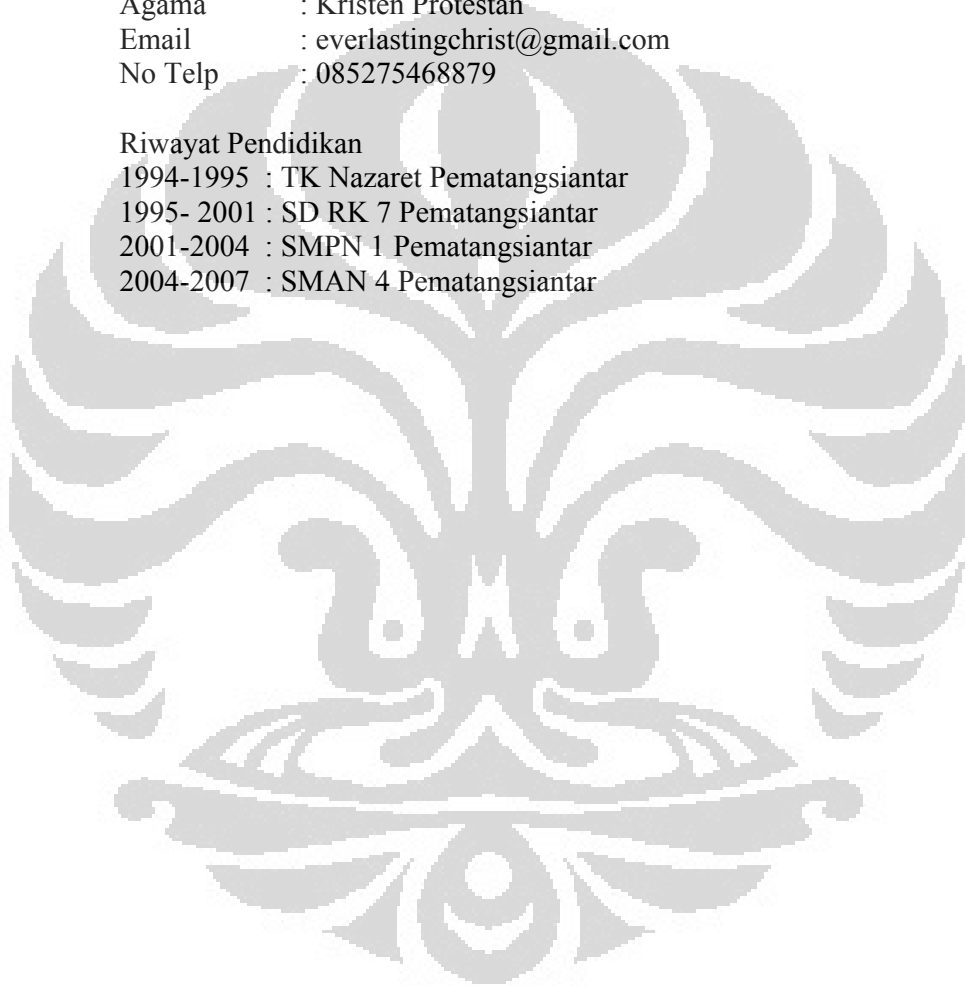 Agama : Kristen Protestan
Email : everlastingchrist@gmail.com
No Telp : 085275468879
Riwayat Pendidikan
1994-1995 : TK Nazaret Pematangsiantar
1995- 2001 : SD RK 7 Pematangsiantar
2001-2004 : SMPN 1 Pematangsiantar
2004-2007 : SMAN 4 Pematangsiantar